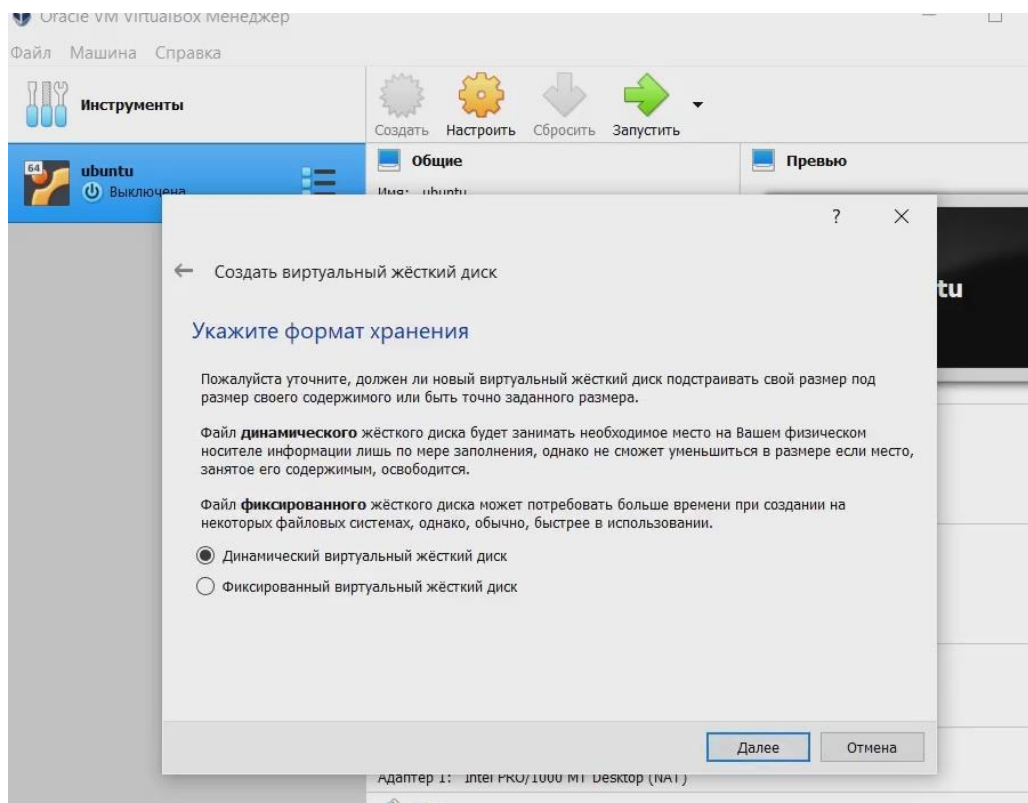 Oracle VM VirtualBox Менеджер
Файл Машина Справка
Инструменты
Создать Настроить Сбросить Запустить
64
ubuntu
Выключена
Общие
Имя: ubuntu
Превью
tu
?
Создать виртуальный жёсткий диск
Укажите формат хранения
Пожалуйста уточните, должен ли новый виртуальный жёсткий диск подстраивать свой размер под
размер своего содержимого или быть точно заданного размера.
Файл динамического жёсткого диска будет занимать необходимое место на Вашем физическом
носителе информации лишь по мере заполнения, однако не сможет уменьшиться в размере если место,
занятое его содержимым, освободится.
Файл фиксированного жёсткого диска может потребовать больше времени при создании на
некоторых файловых системах, однако, обычно, быстрее в использовании.
Динамический виртуальный жёсткий диск
Фиксированный виртуальный жёсткий диск
Далее Отмена
Адаптер 1: Intel PRO/1000 MT Desktop (NAT)